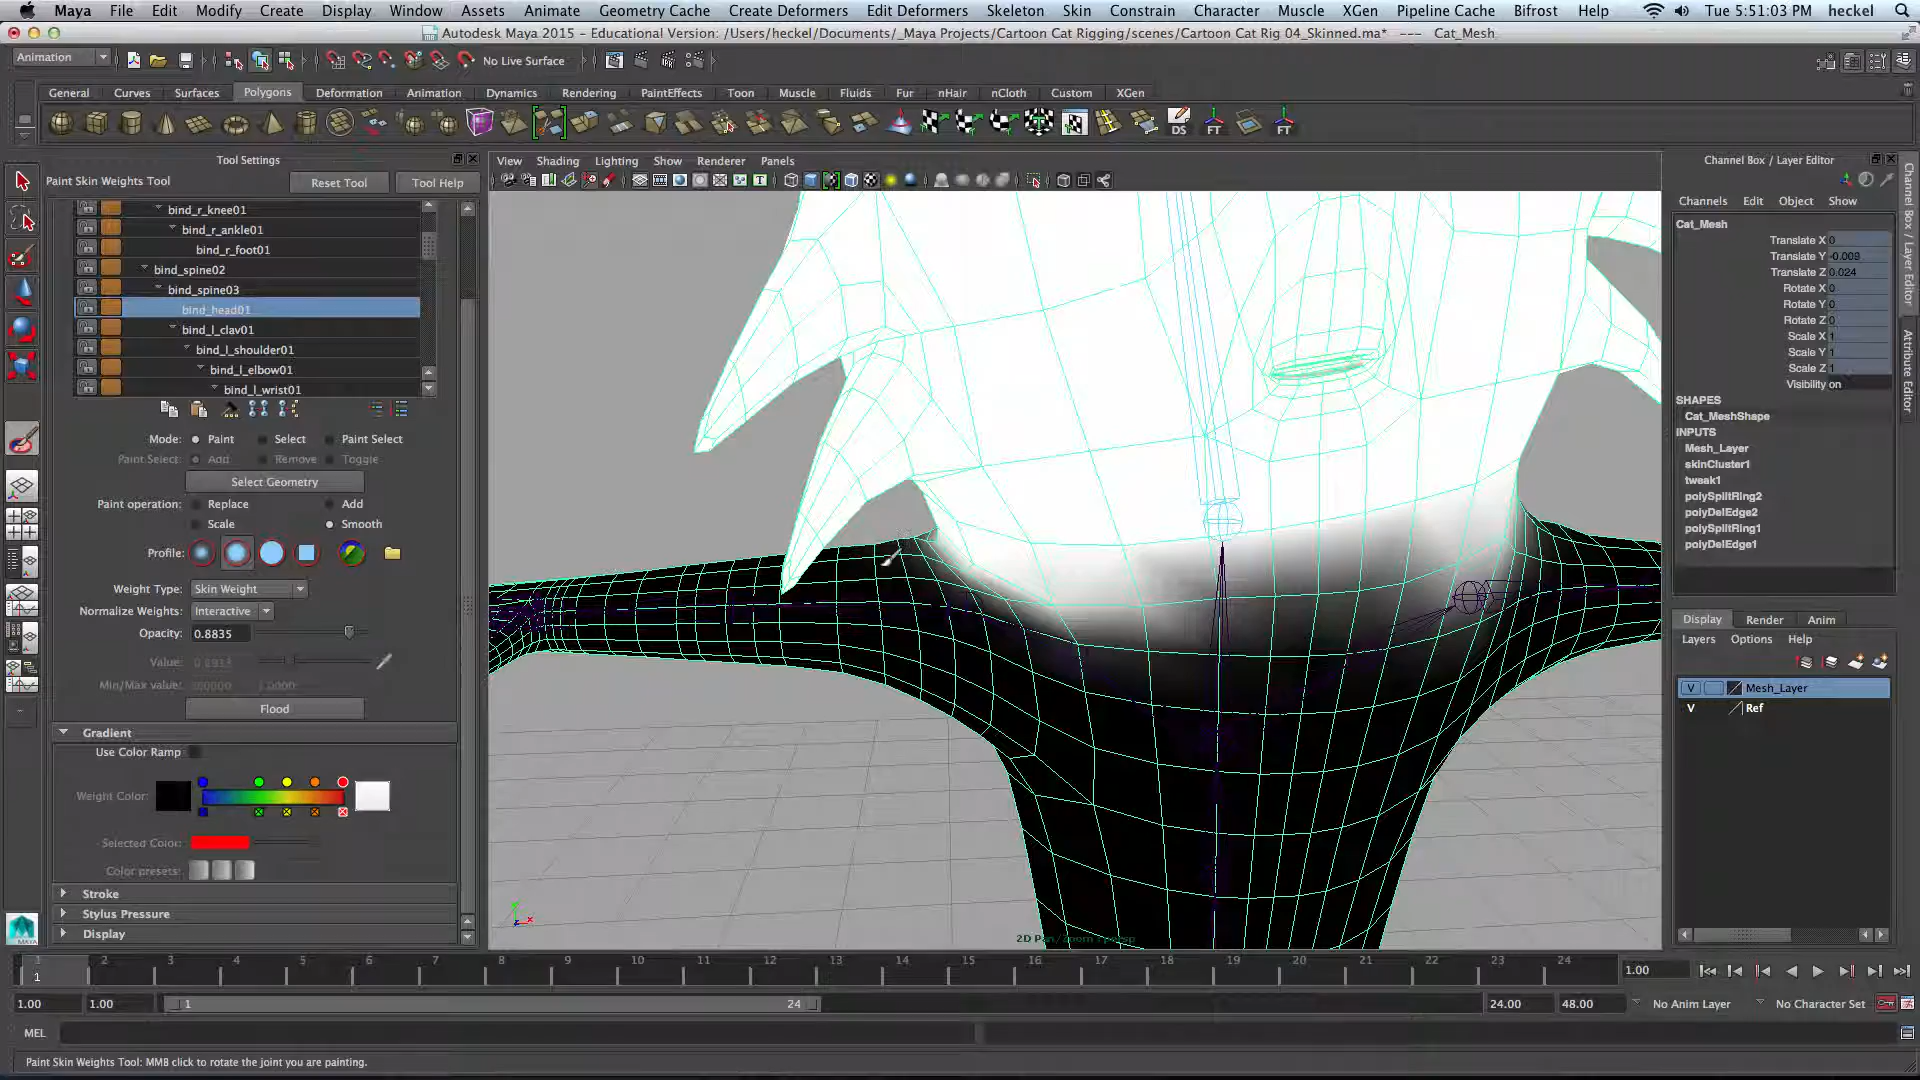 Maya File Edit Modify Create Display Window Assets Animate Geometry Cache Create Deformers Edit Deformers Skeleton Skin Constrain Character Muscle XGen Pipeline Cache Bifrost Help Tue 5:51:03 PM heckel
Autodesk Maya 2015 - Educational Version: /Users/heckel/Documents/_Maya Projects/Cartoon Cat Rigging/scenes/Cartoon Cat Rig 04_Skinned.ma* --- Cat_Mesh
Animation No Live Surface
General Curves Surfaces Polygons Deformation Animation Dynamics Rendering PaintEffects Toon Muscle Fluids Fur nHair nCloth Custom XGen
DS FT FT
Tool Settings
Paint Skin Weights Tool Reset Tool Tool Help
bind_r_knee01
bind_r_ankle01
bind_r_foot01
bind_spine02
bind_spine03
bind_head01
bind_l_clav01
bind_l_shoulder01
bind_l_elbow01
bind_l_wrist01
Mode: Paint Select Paint Select
Paint Select: Add Remove Toggle
Select Geometry
Paint operation: Replace Add
Scale Smooth
Profile:
Weight Type: Skin Weight
Normalize Weights: Interactive
Opacity: 0.8835
Value:
Min/Max value: 1.0000
Flood
Gradient
Use Color Ramp
Weight Color:
Selected Color:
Color presets:
Stroke
Stylus Pressure
Display
MAYA
View Shading Lighting Show Renderer Panels
Channel Box / Layer Editor
Channels Edit Object Show
Cat_Mesh
Translate X 0
Translate Y -0.009
Translate Z 0.024
Rotate X 0
Rotate Y 0
Rotate Z 0
Scale X 1
Scale Y 1
Scale Z 1
Visibility on
SHAPES
Cat_MeshShape
INPUTS
Mesh_Layer
skinCluster1
tweak1
polySplitRing2
polyDelEdge2
polySplitRing1
polyDelEdge1
Display Render Anim
Layers Options Help
V Mesh_Layer
V Ref
Channel Box / Layer Editor
Attribute Editor
1 2 3 4 5 6 7 8 9 10 11 12 13 14 15 16 17 18 19 20 21 22 23 24
1 1.00
1.00 1.00 1 24 24.00 48.00 No Anim Layer No Character Set
MEL
Paint Skin Weights Tool: MMB click to rotate the joint you are painting.